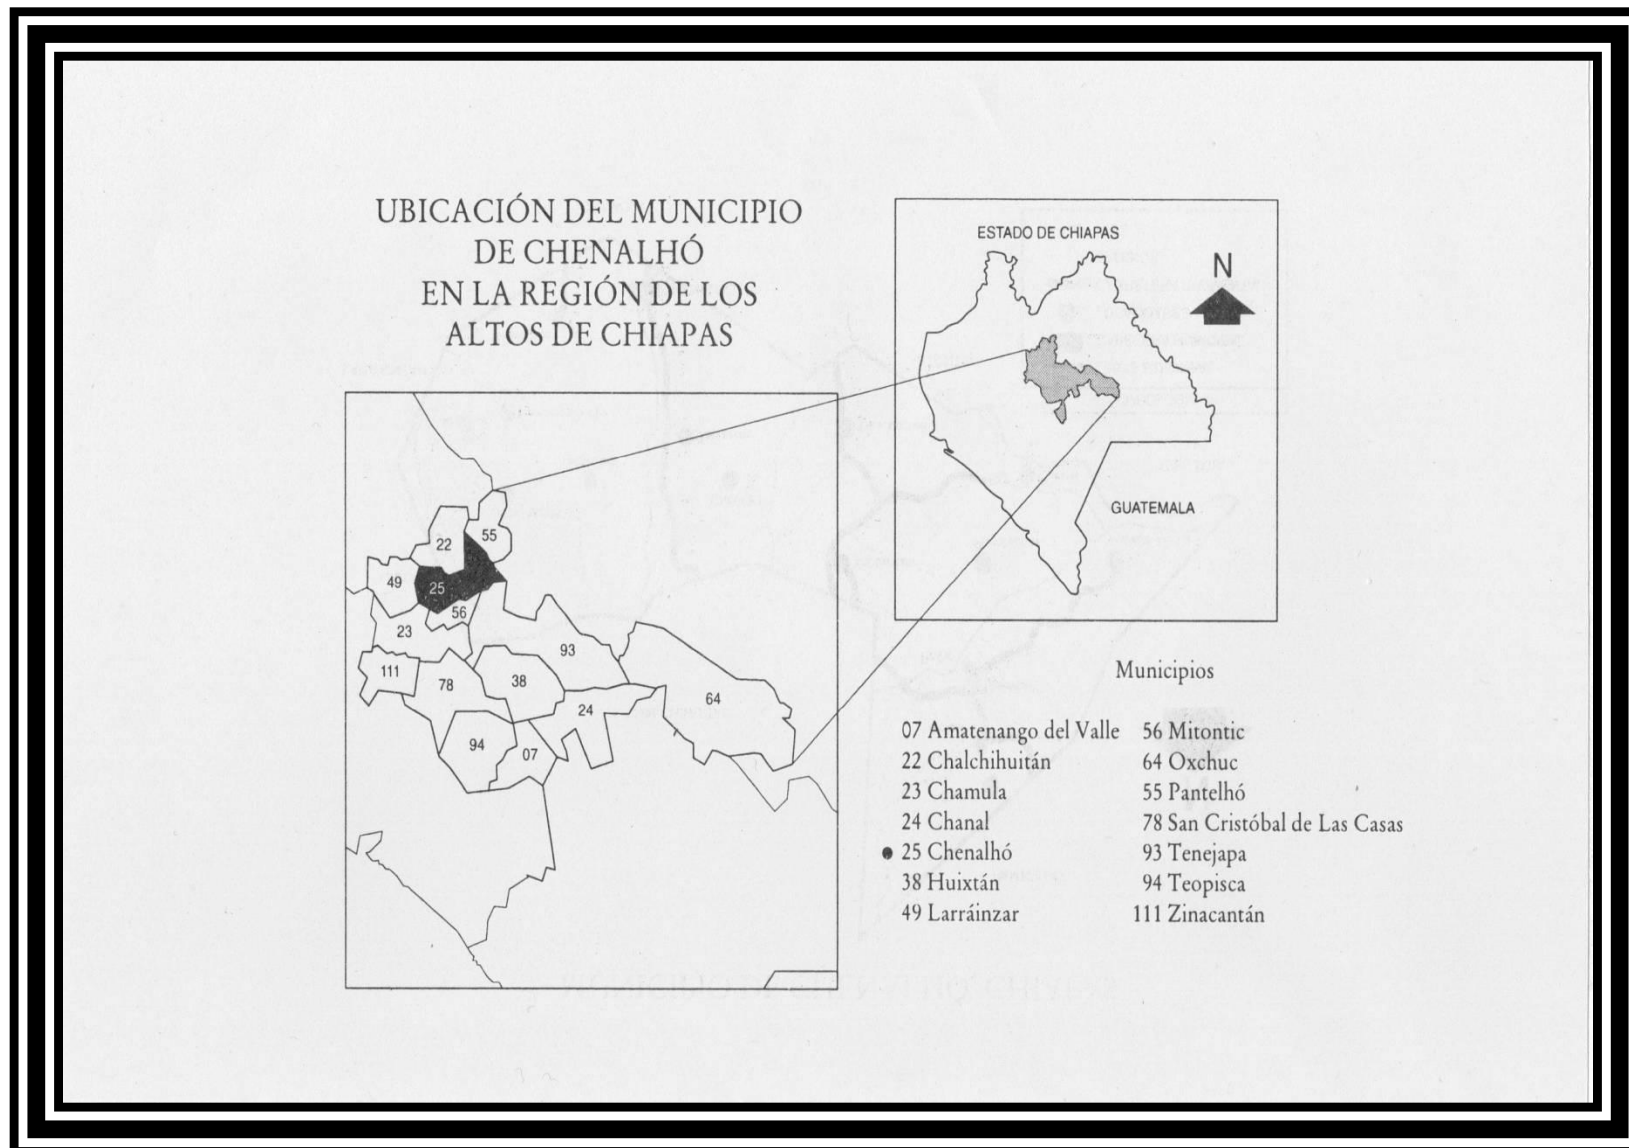 UBICACIÓN DEL MUNICIPIO
DE CHENALHÓ
EN LA REGIÓN DE LOS
ALTOS DE CHIAPAS
ESTADO DE CHIAPAS
N
GUATEMALA
22
55
49
25
56
23
93
111
78
38
64
24
94
07
Municipios
07 Amatenango del Valle
22 Chalchihuitán
23 Chamula
24 Chanal
25 Chenalhó
38 Huixtán
49 Larráinzar
56 Mitontic
64 Oxchuc
55 Pantelhó
78 San Cristóbal de Las Casas
93 Tenejapa
94 Teopisca
111 Zinacantán